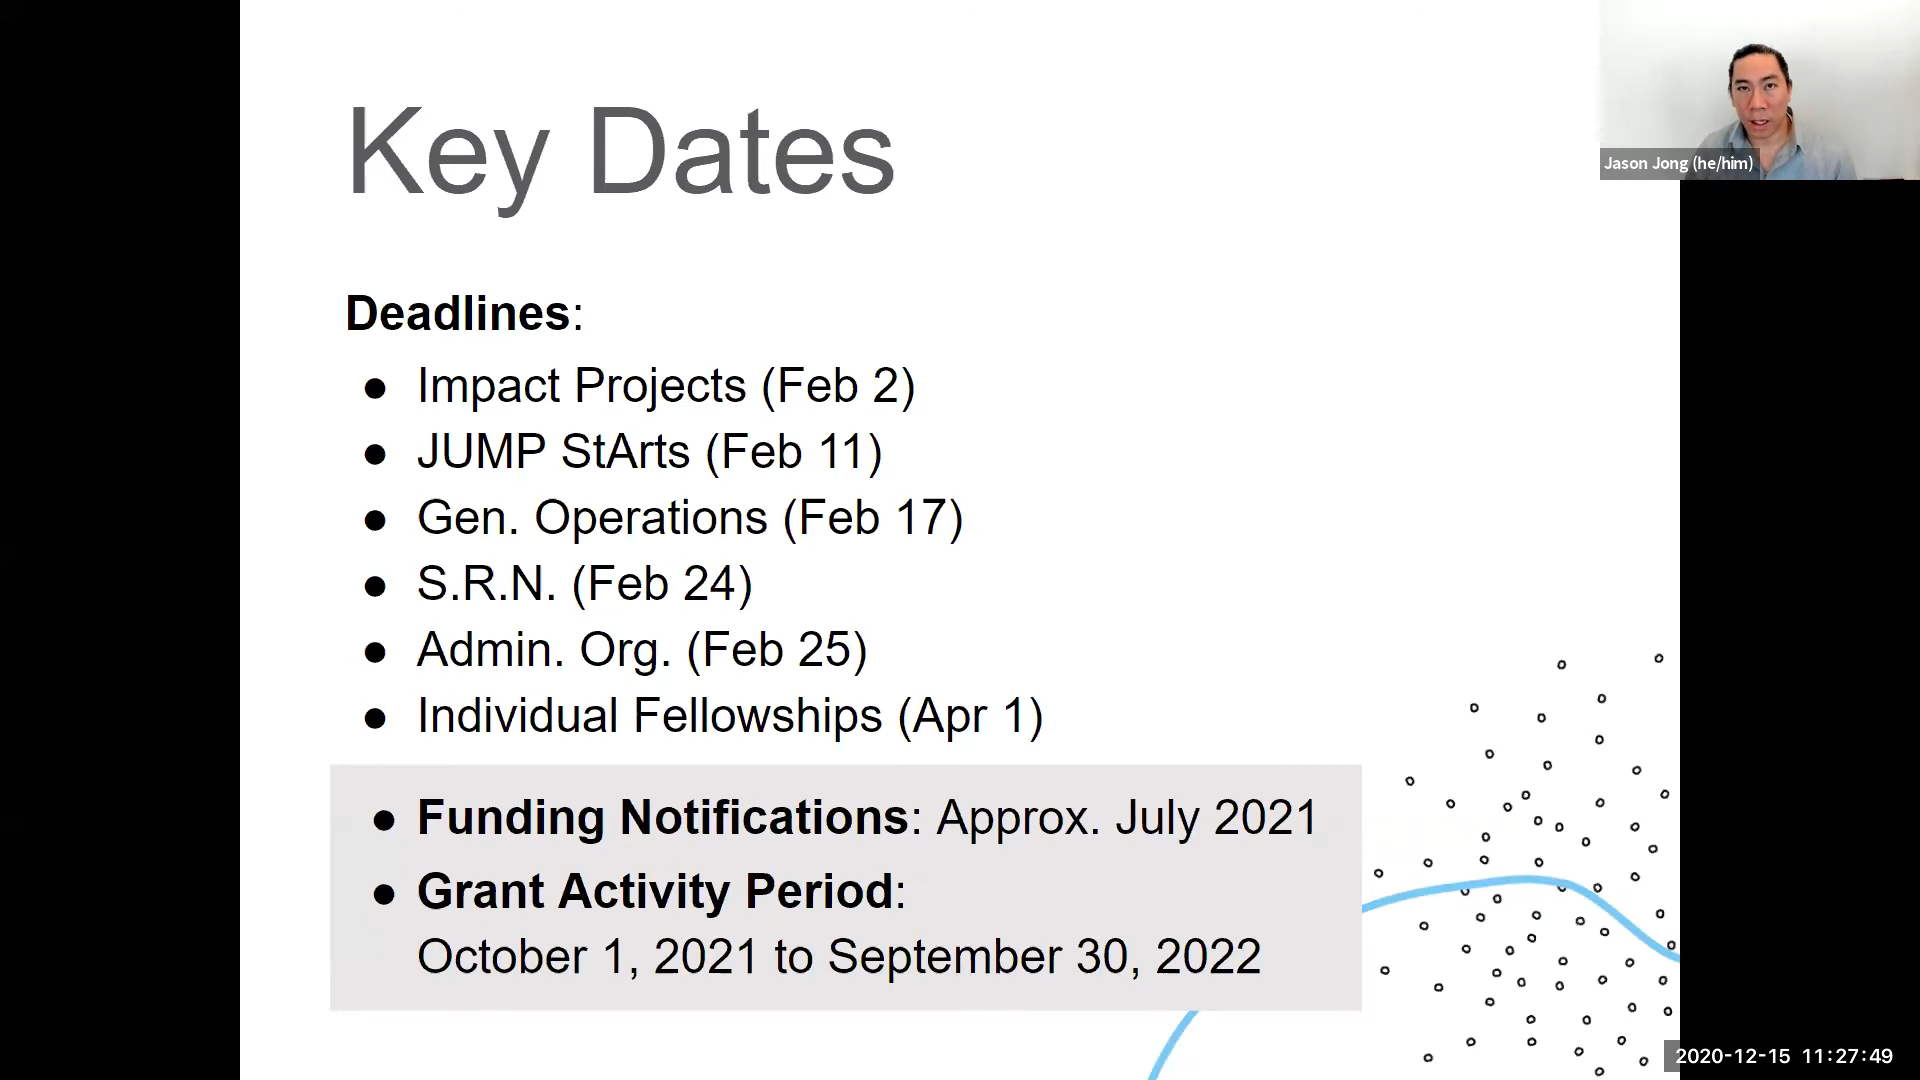 Key Dates
Jason Jong (he/him)
Deadlines:
● Impact Projects (Feb 2)
● JUMP StArts (Feb 11)
● Gen. Operations (Feb 17)
● S.R.N. (Feb 24)
● Admin. Org. (Feb 25)
● Individual Fellowships (Apr 1)
● Funding Notifications: Approx. July 2021
● Grant Activity Period:
October 1, 2021 to September 30, 2022
2020-12-15 11:27:49